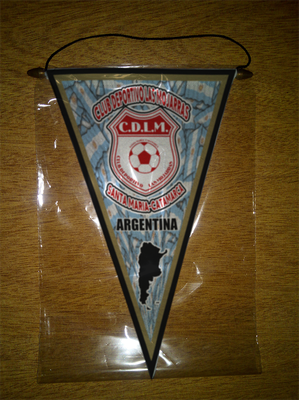 CLUB DEPORTIVO LAS MOJARRAS
C.D.L.M.
SANTA MARIA-CATAMARCA
ARGENTINA